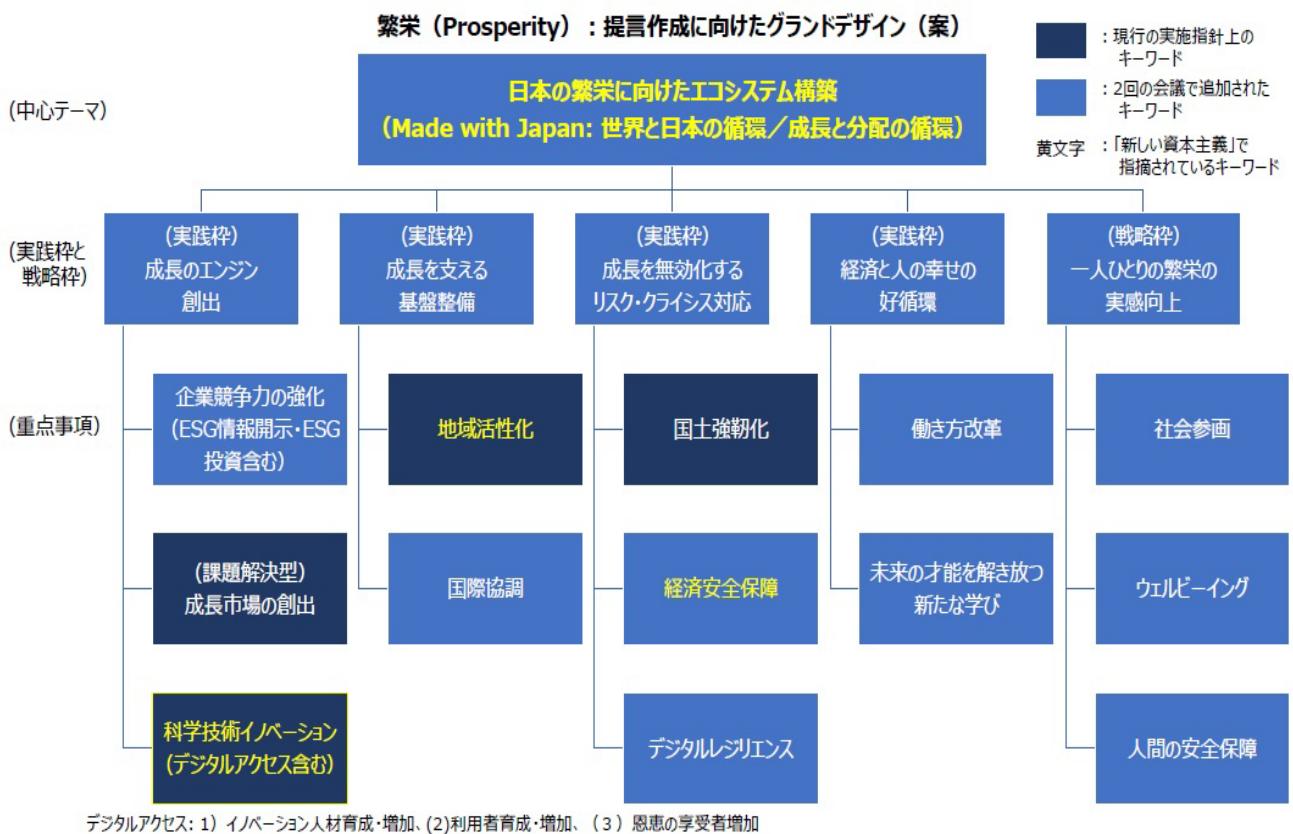 繁栄（Prosperity）：提言作成に向けたグランドデザイン（案）
：現行の実施指針上の
キーワード
：2回の会議で追加された
キーワード
黄文字 ：「新しい資本主義」で
指摘されているキーワード
(中心テーマ)
日本の繁栄に向けたエコシステム構築
（Made with Japan: 世界と日本の循環／成長と分配の循環）
(実践枠と
戦略枠)
(実践枠)
成長のエンジン
創出
(実践枠)
成長を支える
基盤整備
(実践枠)
成長を無効化する
リスク・クライシス対応
(実践枠)
経済と人の幸せの
好循環
(戦略枠)
一人ひとりの繁栄の
実感向上
(重点事項)
企業競争力の強化
(ESG情報開示・ESG
投資含む)
地域活性化
国土強靭化
働き方改革
社会参画
(課題解決型)
成長市場の創出
国際協調
経済安全保障
未来の才能を解き放つ
新たな学び
ウェルビーイング
科学技術イノベーション
(デジタルアクセス含む)
デジタルレジリエンス
人間の安全保障
デジタルアクセス: 1）イノベーション人材育成・増加、(2)利用者育成・増加、（3）恩恵の享受者増加